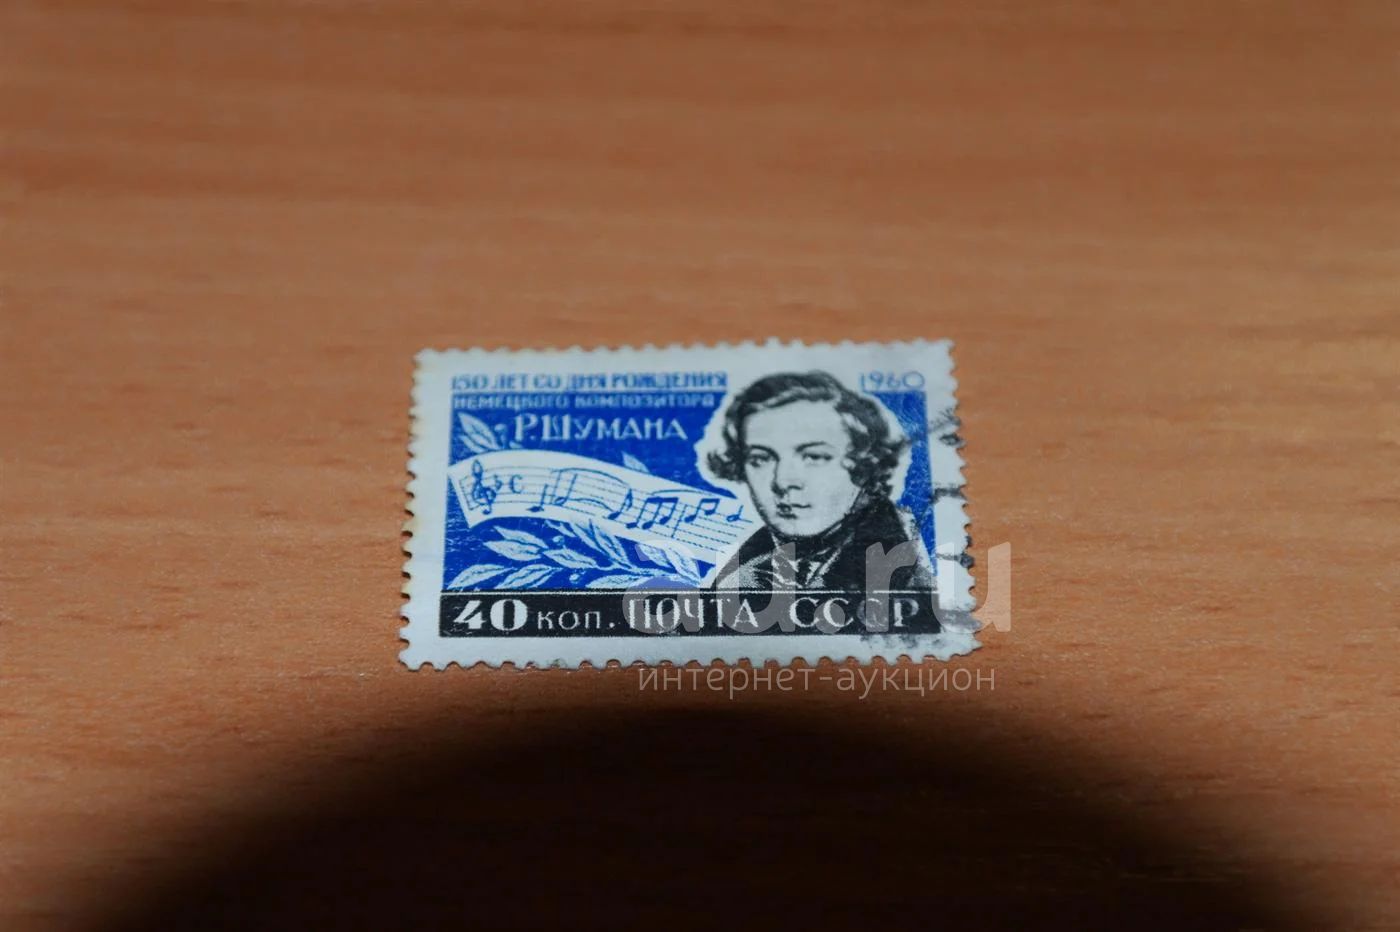 150 ЛЕТ СО ДНЯ РОЖДЕНИЯ 1960
НЕМЕЦКОГО КОМПОЗИТОРА
Р. ШУМАНА
40 КОП. ПОЧТА СССР
au.ru
интернет-аукцион